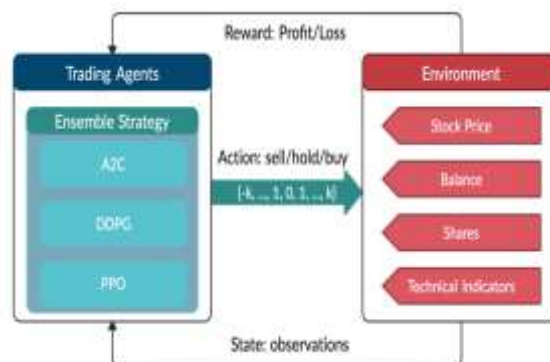 Reward: Profit/Loss
Trading Agents
Environment
Ensemble Strategy
A2C
DDPG
PPO
Action: sell/hold/buy
{-k, ..., 1, 0, 1, ..., k}
Stock Price
Balance
Shares
Technical Indicators
State: observations